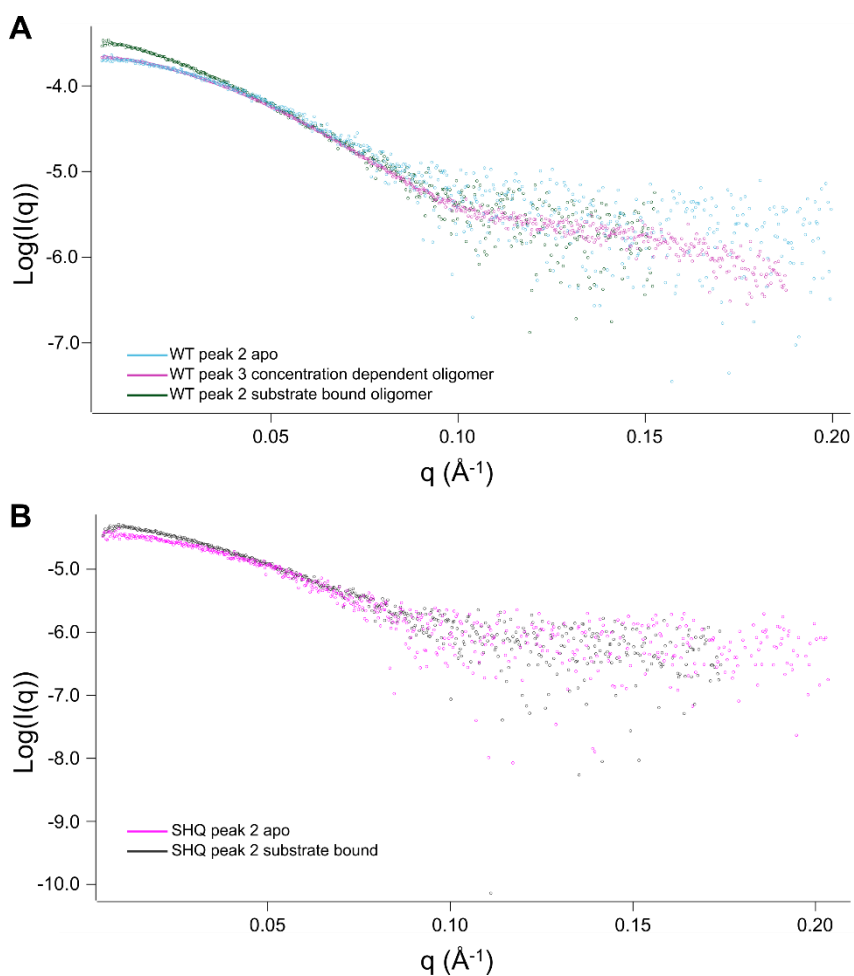 A
Log(I(q))
-4.0
-5.0
-6.0
-7.0
WT peak 2 apo
WT peak 3 concentration dependent oligomer
WT peak 2 substrate bound oligomer
0.05
0.10
0.15
0.20
q (Å⁻¹)
B
Log(I(q))
-5.0
-6.0
-7.0
-8.0
-9.0
-10.0
SHQ peak 2 apo
SHQ peak 2 substrate bound
0.05
0.10
0.15
0.20
q (Å⁻¹)